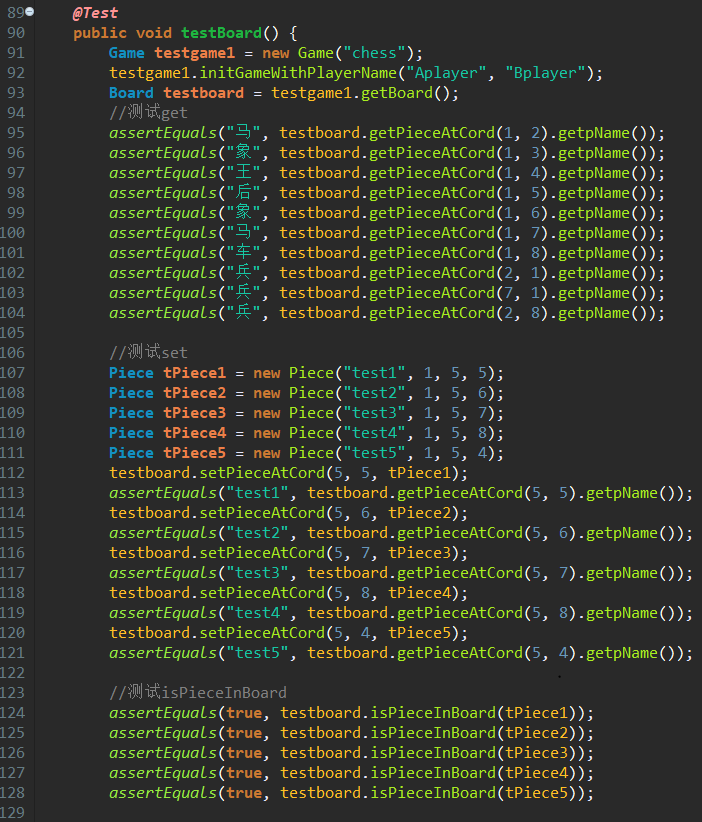 89 @Test
90 public void testBoard() {
91 Game testgame1 = new Game("chess");
92 testgame1.initGameWithPlayerName("Aplayer", "Bplayer");
93 Board testboard = testgame1.getBoard();
94 //测试get
95 assertEquals("马", testboard.getPieceAtCord(1, 2).getpName());
96 assertEquals("象", testboard.getPieceAtCord(1, 3).getpName());
97 assertEquals("王", testboard.getPieceAtCord(1, 4).getpName());
98 assertEquals("后", testboard.getPieceAtCord(1, 5).getpName());
99 assertEquals("象", testboard.getPieceAtCord(1, 6).getpName());
100 assertEquals("马", testboard.getPieceAtCord(1, 7).getpName());
101 assertEquals("车", testboard.getPieceAtCord(1, 8).getpName());
102 assertEquals("兵", testboard.getPieceAtCord(2, 1).getpName());
103 assertEquals("兵", testboard.getPieceAtCord(7, 1).getpName());
104 assertEquals("兵", testboard.getPieceAtCord(2, 8).getpName());
105
106 //测试set
107 Piece tPiece1 = new Piece("test1", 1, 5, 5);
108 Piece tPiece2 = new Piece("test2", 1, 5, 6);
109 Piece tPiece3 = new Piece("test3", 1, 5, 7);
110 Piece tPiece4 = new Piece("test4", 1, 5, 8);
111 Piece tPiece5 = new Piece("test5", 1, 5, 4);
112 testboard.setPieceAtCord(5, 5, tPiece1);
113 assertEquals("test1", testboard.getPieceAtCord(5, 5).getpName());
114 testboard.setPieceAtCord(5, 6, tPiece2);
115 assertEquals("test2", testboard.getPieceAtCord(5, 6).getpName());
116 testboard.setPieceAtCord(5, 7, tPiece3);
117 assertEquals("test3", testboard.getPieceAtCord(5, 7).getpName());
118 testboard.setPieceAtCord(5, 8, tPiece4);
119 assertEquals("test4", testboard.getPieceAtCord(5, 8).getpName());
120 testboard.setPieceAtCord(5, 4, tPiece5);
121 assertEquals("test5", testboard.getPieceAtCord(5, 4).getpName());
122
123 //测试isPieceInBoard
124 assertEquals(true, testboard.isPieceInBoard(tPiece1));
125 assertEquals(true, testboard.isPieceInBoard(tPiece2));
126 assertEquals(true, testboard.isPieceInBoard(tPiece3));
127 assertEquals(true, testboard.isPieceInBoard(tPiece4));
128 assertEquals(true, testboard.isPieceInBoard(tPiece5));
129